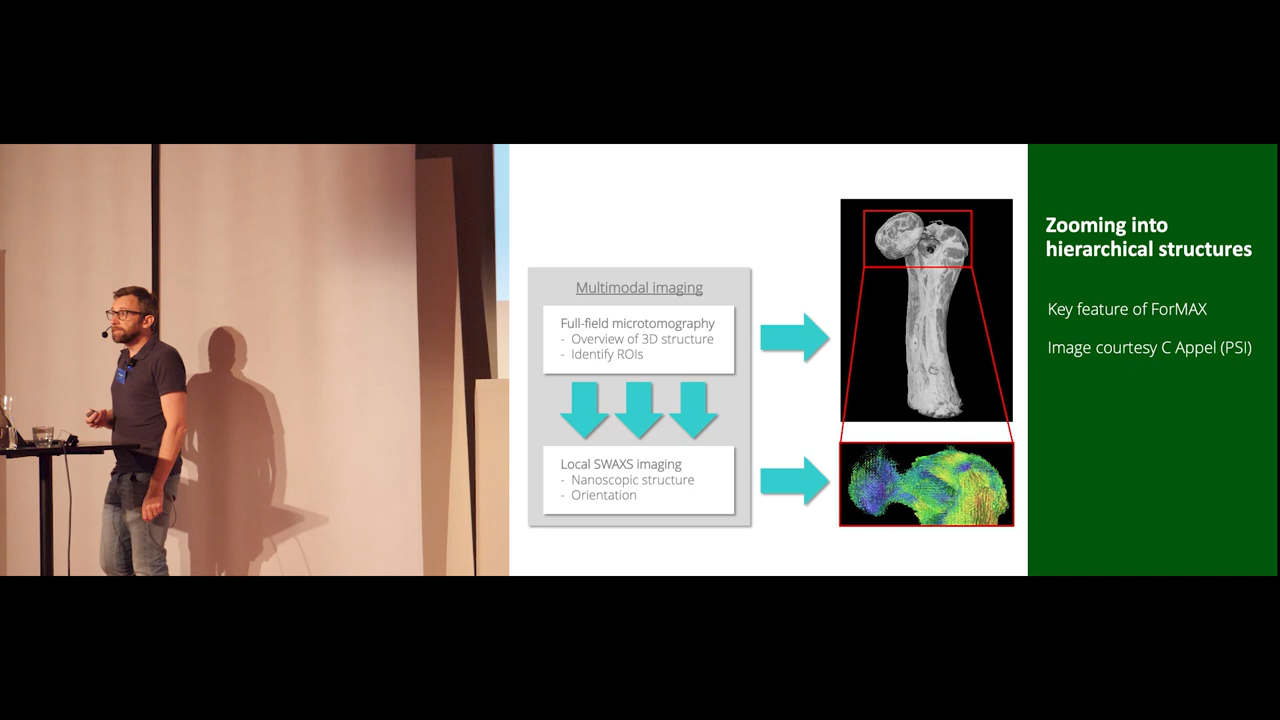 Multimodal imaging
Full-field microtomography
- Overview of 3D structure
- Identify ROIs
Local SWAXS imaging
- Nanoscopic structure
- Orientation
Zooming into
hierarchical structures
Key feature of ForMAX
Image courtesy C Appel (PSI)